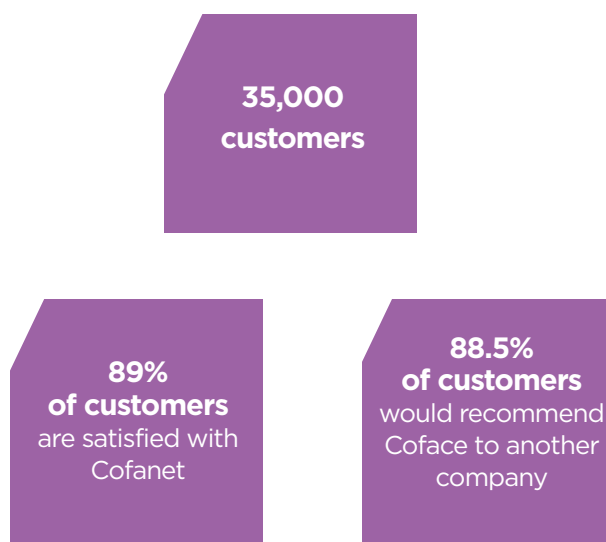 35,000
customers
89%
of customers
are satisfied with
Cofanet
88.5%
of customers
would recommend
Coface to another
company